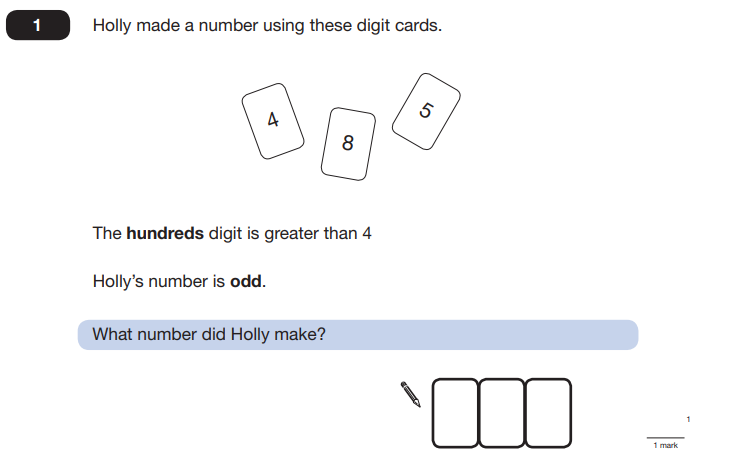 1
Holly made a number using these digit cards.
4
8
5
The hundreds digit is greater than 4
Holly's number is odd.
What number did Holly make?
1
1 mark